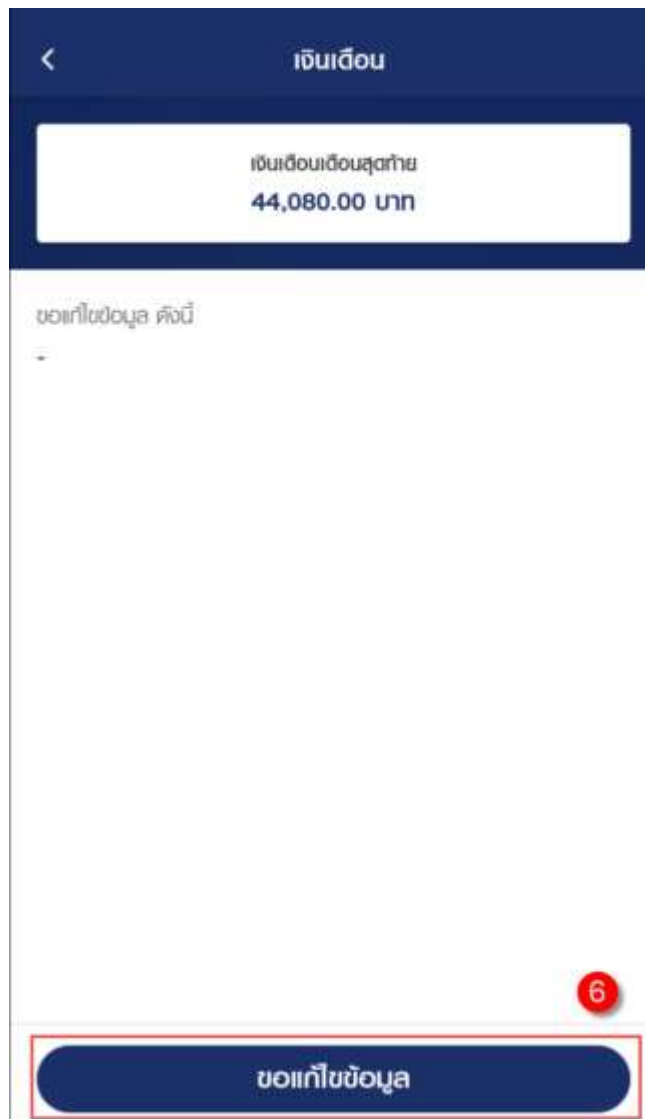 เงินเดือน
เงินเดือนเดือนสุดท้าย
44,080.00 บาท
ขอแก้ไขข้อมูล ดังนี้
-
6
ขอแก้ไขข้อมูล